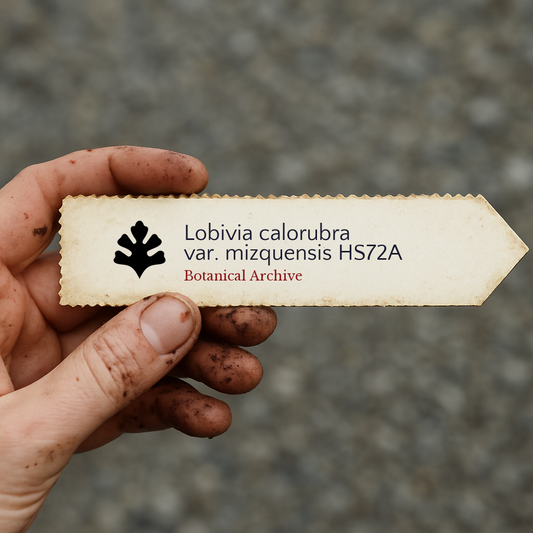 Lobivia calorubra
var. mizquensis HS72A
Botanical Archive